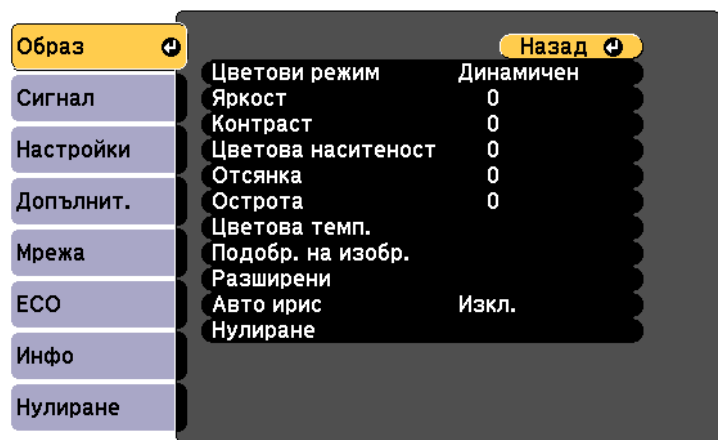 Образ
Сигнал
Настройки
Допълнит.
Мрежа
ECO
Инфо
Нулиране
Назад
Цветови режим Динамичен
Яркост 0
Контраст 0
Цветова наситеност 0
Отсянка 0
Острота 0
Цветова темп.
Подобр. на изобр.
Разширени
Авто ирис Изкл.
Нулиране